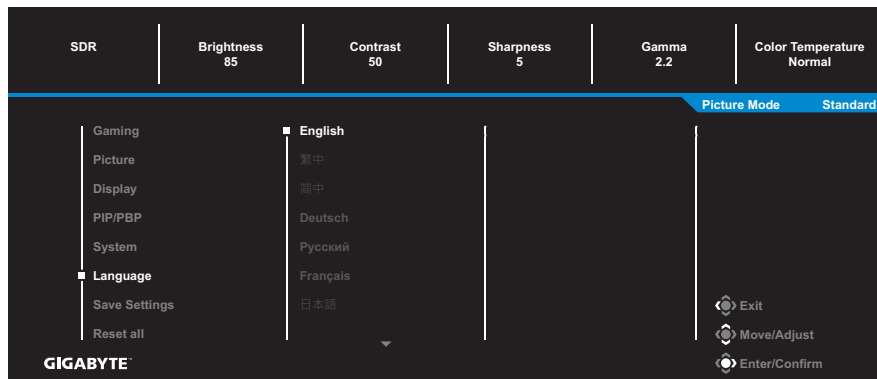 SDR
Brightness
85
Contrast
50
Sharpness
5
Gamma
2.2
Color Temperature
Normal
Picture Mode Standard
Gaming
Picture
Display
PIP/PBP
System
Language
Save Settings
Reset all
English
繁中
简中
Deutsch
Русский
Français
日本語
Exit
Move/Adjust
Enter/Confirm
GIGABYTE™